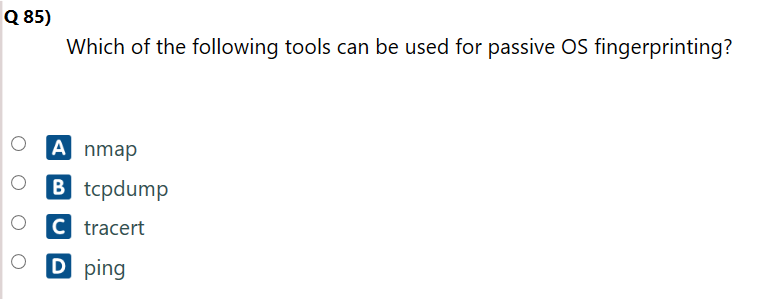 Q 85)
Which of the following tools can be used for passive OS fingerprinting?
A nmap
B tcpdump
C tracert
D ping